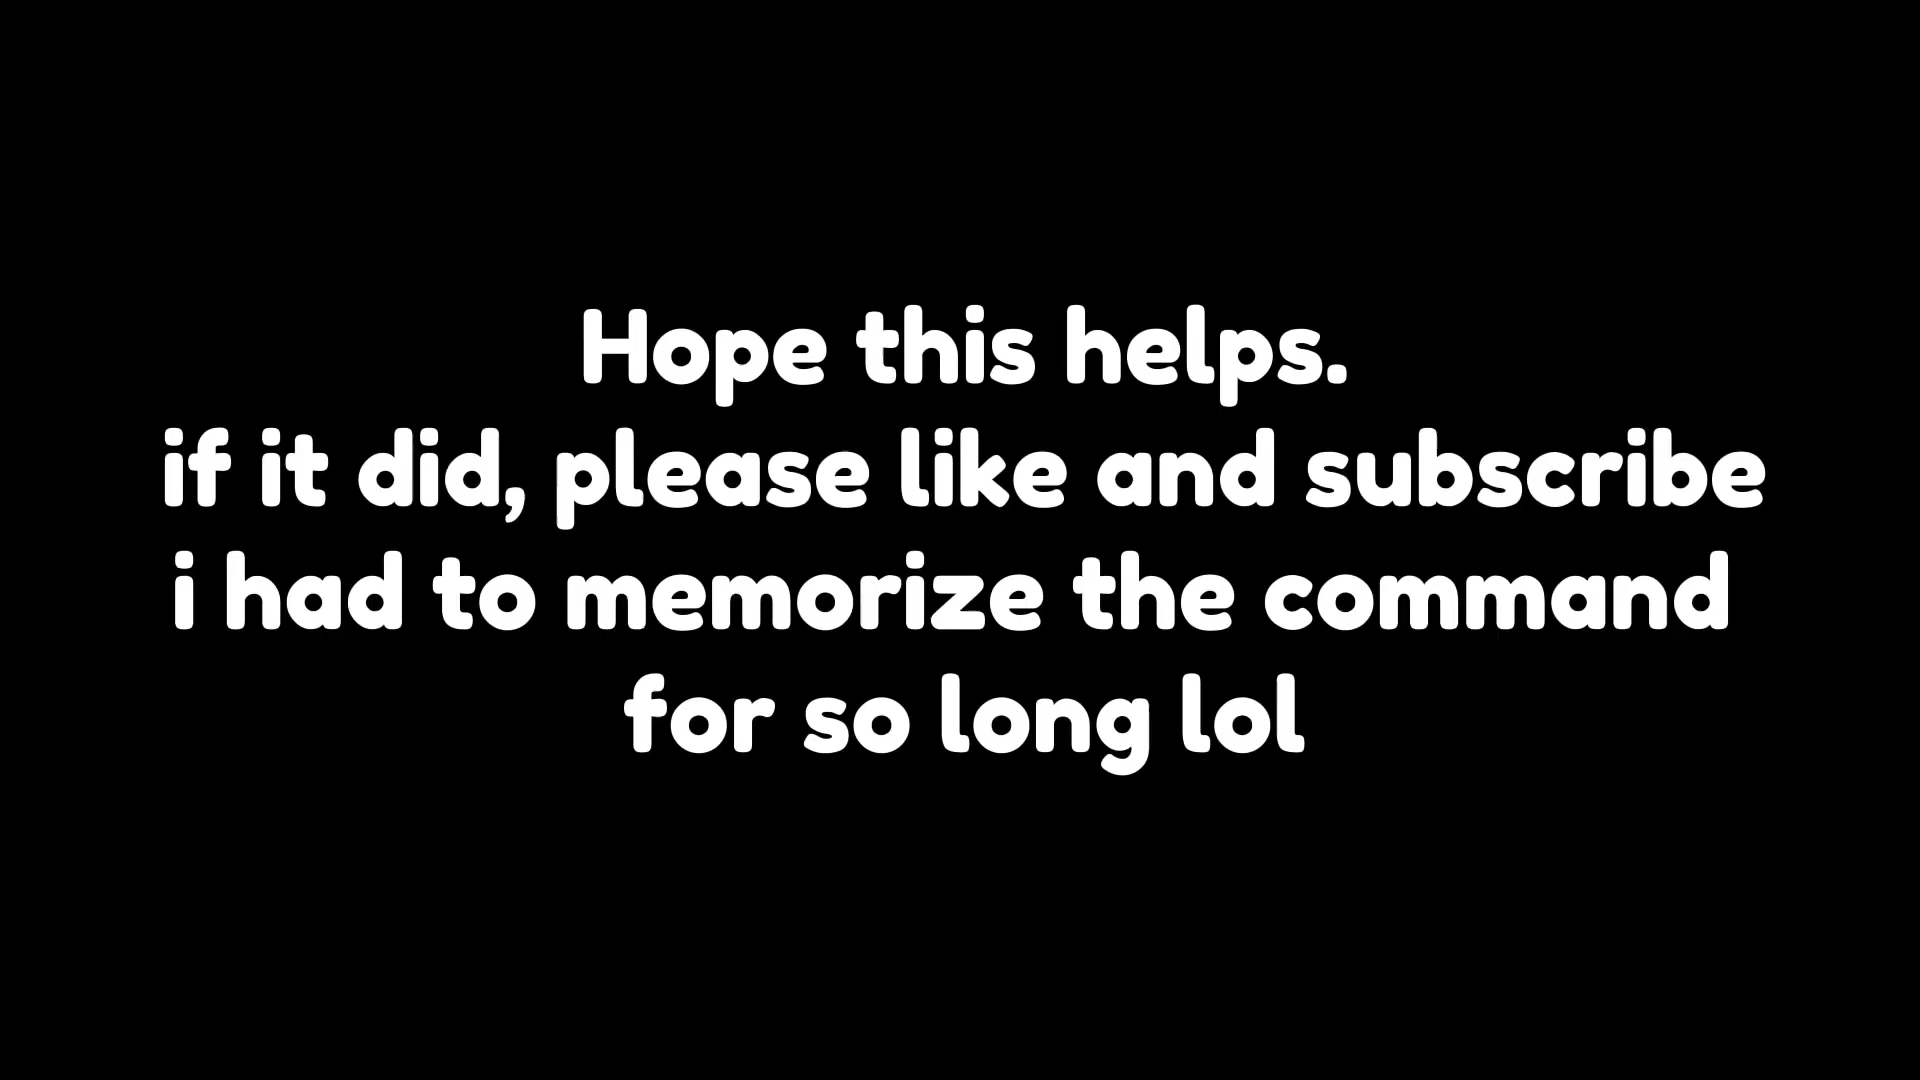 Hope this helps.
if it did, please like and subscribe
i had to memorize the command
for so long lol